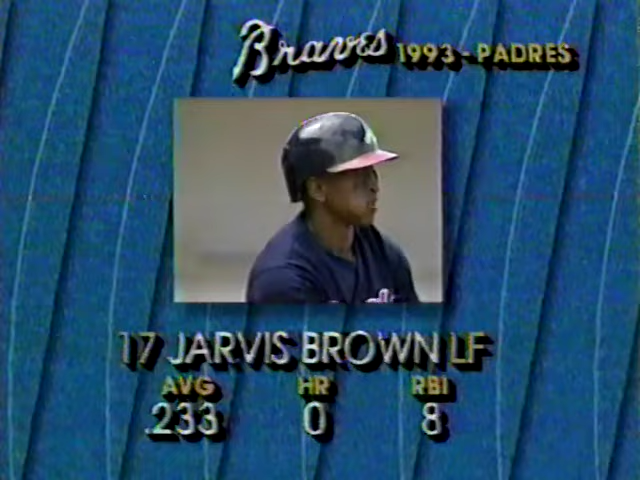 Braves 1993 - PADRES
17 JARVIS BROWN LF
AVG HR RBI
.233 0 8